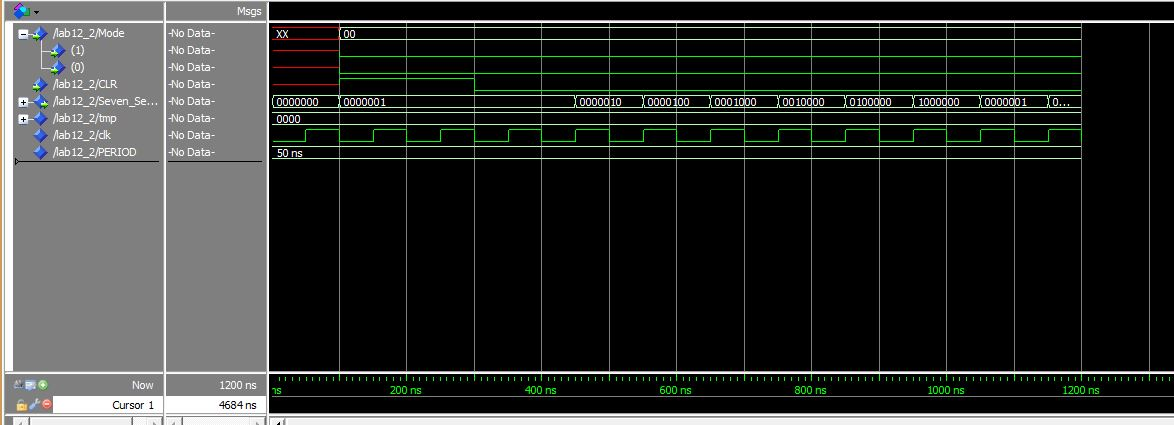 Msgs
/lab12_2/Mode -No Data- XX 00
(1) -No Data-
(0) -No Data-
/lab12_2/CLR -No Data-
/lab12_2/Seven_Se... -No Data- 0000000 0000001 0000010 0000100 0001000 0010000 0100000 1000000 0000001 0...
/lab12_2/tmp -No Data- 0000
/lab12_2/clk -No Data-
/lab12_2/PERIOD -No Data- 50 ns
Now 1200 ns ns 200 ns 400 ns 600 ns 800 ns 1000 ns 1200 ns
Cursor 1 4684 ns